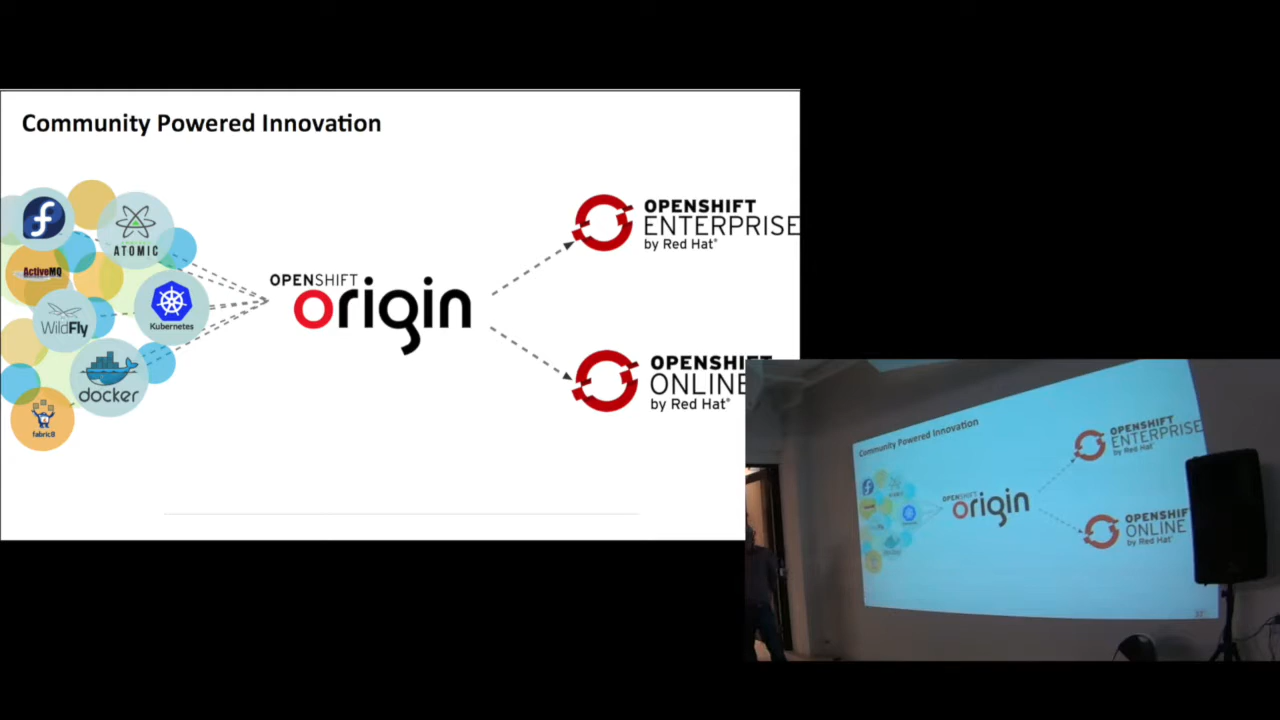 Community Powered Innovation
ATOMIC
ActiveMQ
WildFly
Kubernetes
docker
fabric8
OPENSHIFT
origin
OPENSHIFT
ENTERPRISE
by Red Hat®
OPENSHIFT
ONLINE
by Red Hat®
Community Powered Innovation
OPENSHIFT
origin
OPENSHIFT
ENTERPRISE
by Red Hat
OPENSHIF
ONLINE
by Red Hat